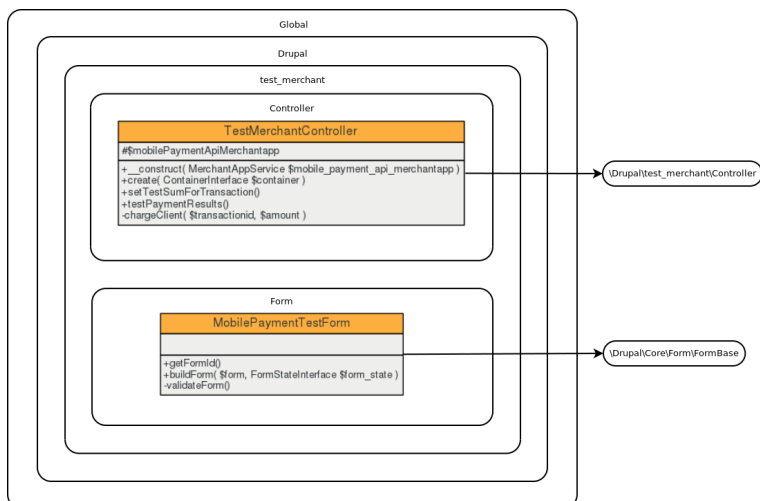 Global
Drupal
test_merchant
Controller
TestMerchantController
#$mobilePaymentApiMerchantapp
+__construct( MerchantAppService $mobile_payment_api_merchantapp )
+create( ContainerInterface $container )
+setTestSumForTransaction()
+testPaymentResults()
-chargeClient( $transactionid, $amount )
\Drupal\test_merchant\Controller
Form
MobilePaymentTestForm
+getFormId()
+buildForm( $form, FormStateInterface $form_state )
-validateForm()
\Drupal\Core\Form\FormBase